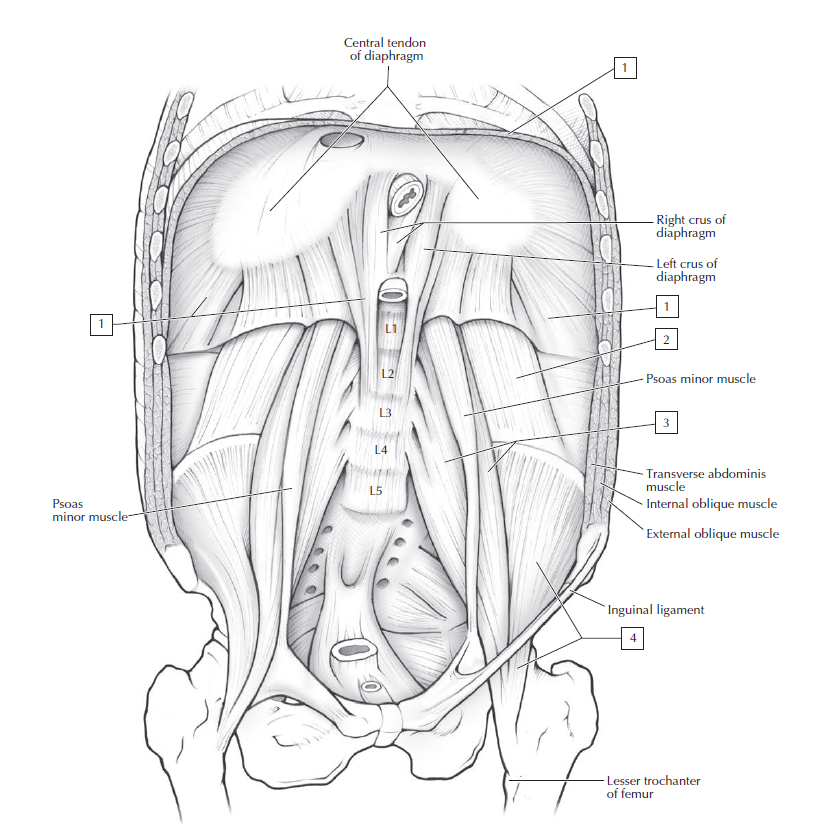 Central tendon
of diaphragm
1
Right crus of
diaphragm
Left crus of
diaphragm
1
1
L1
2
L2
Psoas minor muscle
L3
3
L4
Transverse abdominis
muscle
L5
Psoas
minor muscle
Internal oblique muscle
External oblique muscle
Inguinal ligament
4
Lesser trochanter
of femur